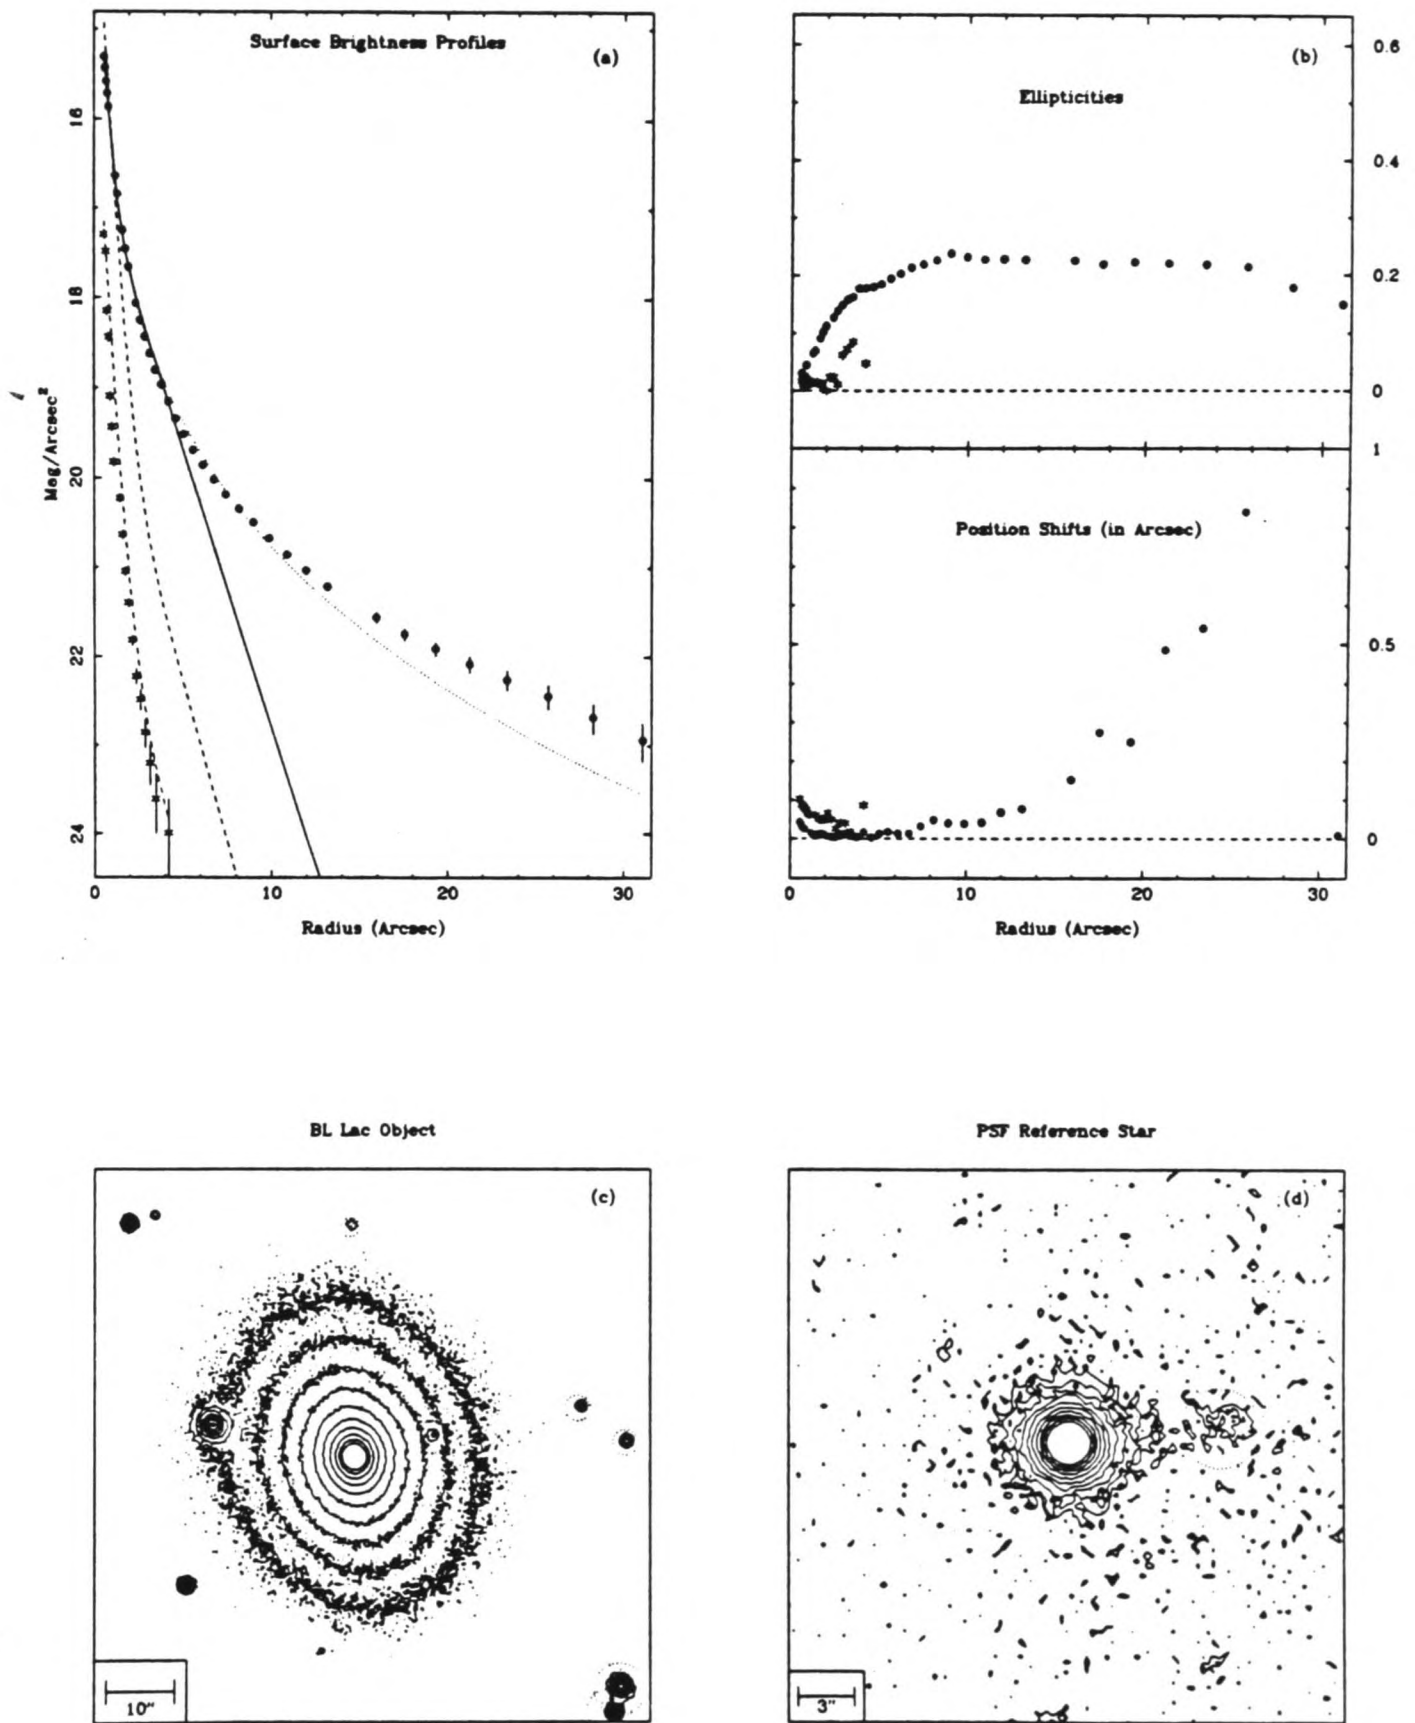 Surface Brightness Profiles
(a)
16
18
20
22
24
Mag/Arcsec²
0
10
20
30
Radius (Arcsec)
(b)
Ellipticities
0.6
0.4
0.2
0
1
Position Shifts (in Arcsec)
0.5
0
0
10
20
30
Radius (Arcsec)
BL Lac Object
(c)
10"
PSF Reference Star
(d)
3"